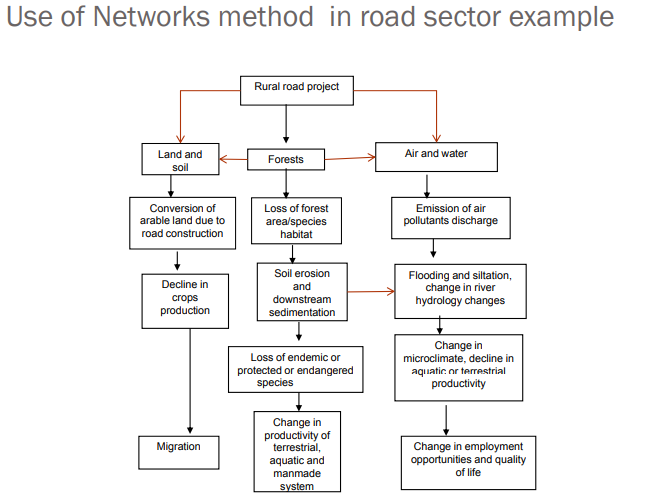 Use of Networks method in road sector example
Rural road project
Land and
soil
Forests
Air and water
Conversion of
arable land due to
road construction
Loss of forest
area/species
habitat
Emission of air
pollutants discharge
Decline in
crops
production
Soil erosion
and
downstream
sedimentation
Flooding and siltation,
change in river
hydrology changes
Loss of endemic or
protected or endangered
species
Change in
microclimate, decline in
aquatic or terrestrial
productivity
Migration
Change in
productivity of
terrestrial,
aquatic and
manmade
system
Change in employment
opportunities and quality
of life